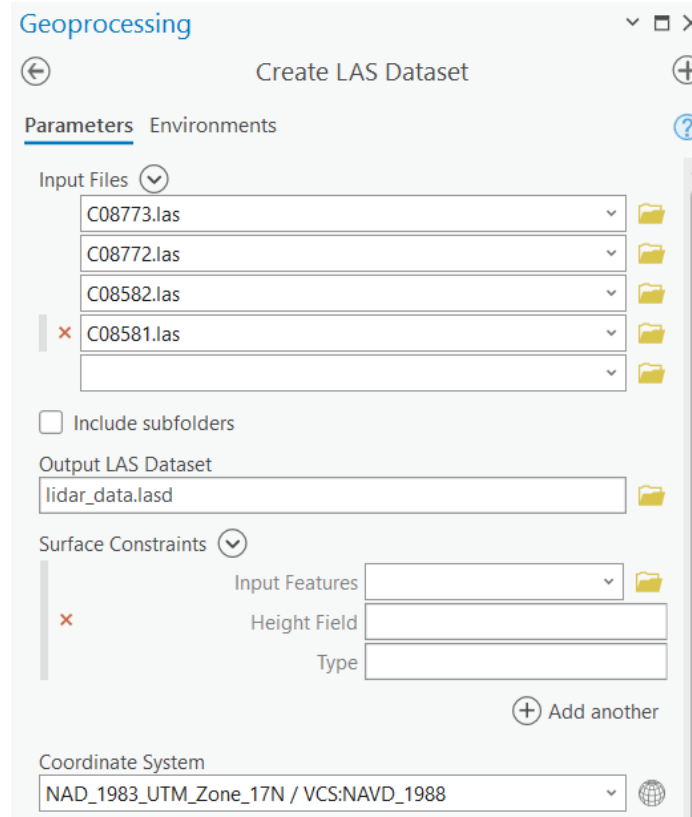 Geoprocessing
Create LAS Dataset
Parameters Environments
Input Files
C08773.las
C08772.las
C08582.las
C08581.las
Include subfolders
Output LAS Dataset
lidar_data.lasd
Surface Constraints
Input Features
Height Field
Type
Add another
Coordinate System
NAD_1983_UTM_Zone_17N / VCS:NAVD_1988